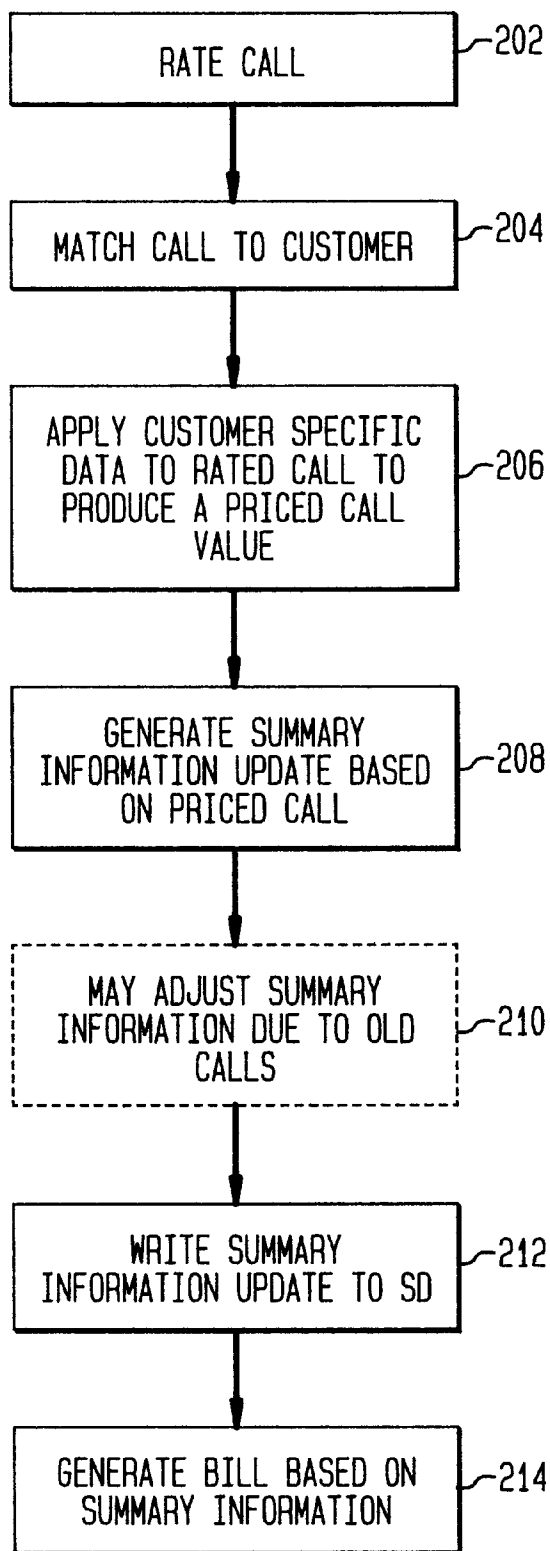 RATE CALL
202
MATCH CALL TO CUSTOMER
204
APPLY CUSTOMER SPECIFIC
DATA TO RATED CALL TO
PRODUCE A PRICED CALL
VALUE
206
GENERATE SUMMARY
INFORMATION UPDATE BASED
ON PRICED CALL
208
MAY ADJUST SUMMARY
INFORMATION DUE TO OLD
CALLS
210
WRITE SUMMARY
INFORMATION UPDATE TO SD
212
GENERATE BILL BASED ON
SUMMARY INFORMATION
214